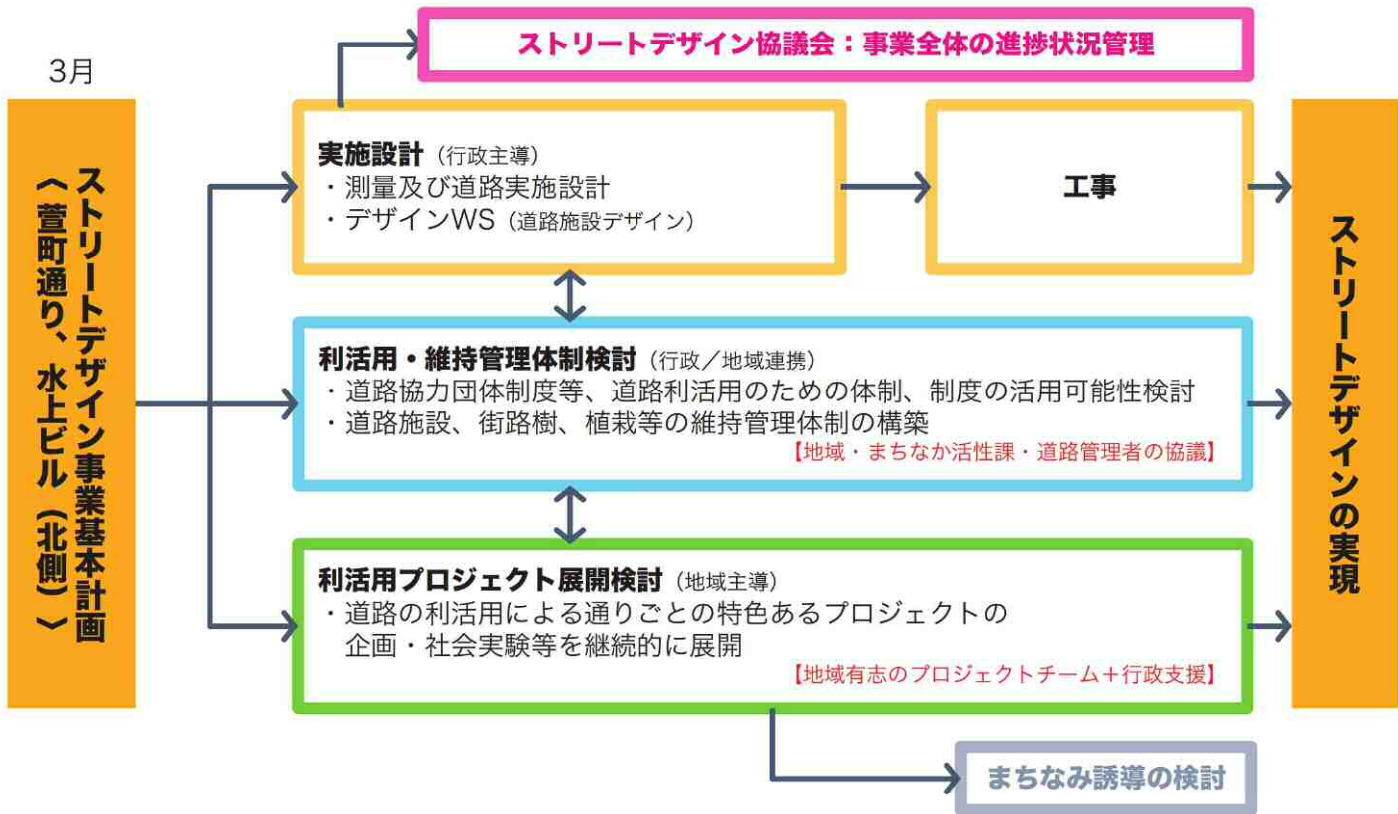 ストリートデザイン協議会：事業全体の進捗状況管理
3月
ストリートデザイン事業基本計画
〈萱町通り、水上ビル（北側）〉
実施設計（行政主導）
・測量及び道路実施設計
・デザインWS（道路施設デザイン）
工事
利活用・維持管理体制検討（行政／地域連携）
・道路協力団体制度等、道路利活用のための体制、制度の活用可能性検討
・道路施設、街路樹、植栽等の維持管理体制の構築
【地域・まちなか活性課・道路管理者の協議】
利活用プロジェクト展開検討（地域主導）
・道路の利活用による通りごとの特色あるプロジェクトの
企画・社会実験等を継続的に展開
【地域有志のプロジェクトチーム＋行政支援】
まちなみ誘導の検討
ストリートデザインの実現